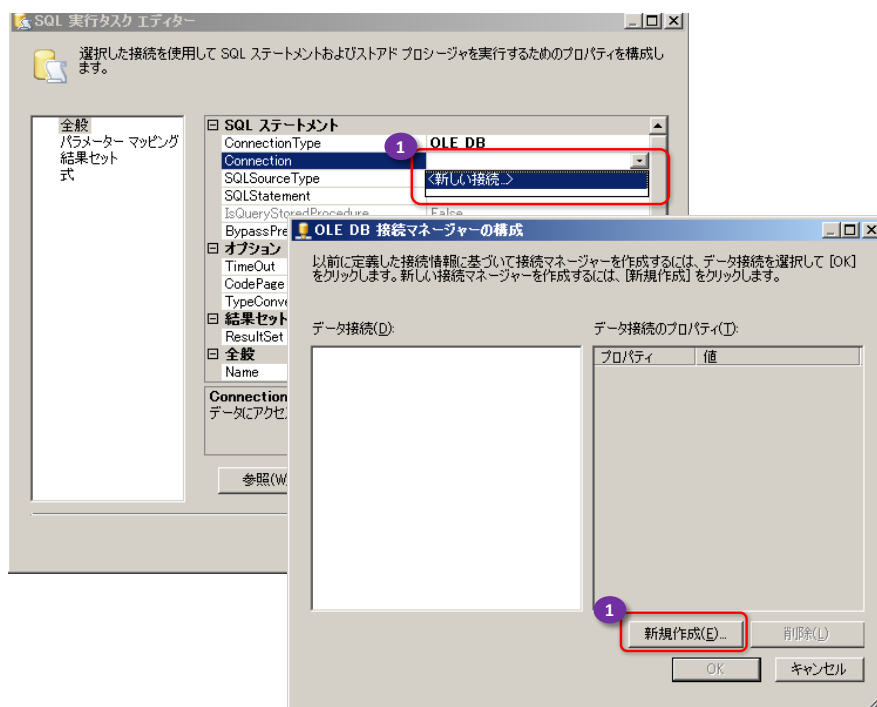 SQL 実行タスク エディター
選択した接続を使用して SQL ステートメントおよびストアド プロシージャを実行するためのプロパティを構成し
ます。
全般
パラメーター マッピング
結果セット
式
SQL ステートメント
ConnectionType OLE DB
1
Connection
<新しい接続...>
SQLSourceType
SQLStatement
IsQueryStoredProcedure False
BypassPre
オプション
TimeOut
CodePage
TypeConve
結果セット
ResultSet
全般
Name
Connection
データにアクセ
参照(W
OLE DB 接続マネージャーの構成
以前に定義した接続情報に基づいて接続マネージャーを作成するには、データ接続を選択して [OK]
をクリックします。新しい接続マネージャーを作成するには、[新規作成] をクリックします。
データ接続(D):
データ接続のプロパティ(T):
プロパティ 値
1
新規作成(E)... 削除(L)
OK キャンセル